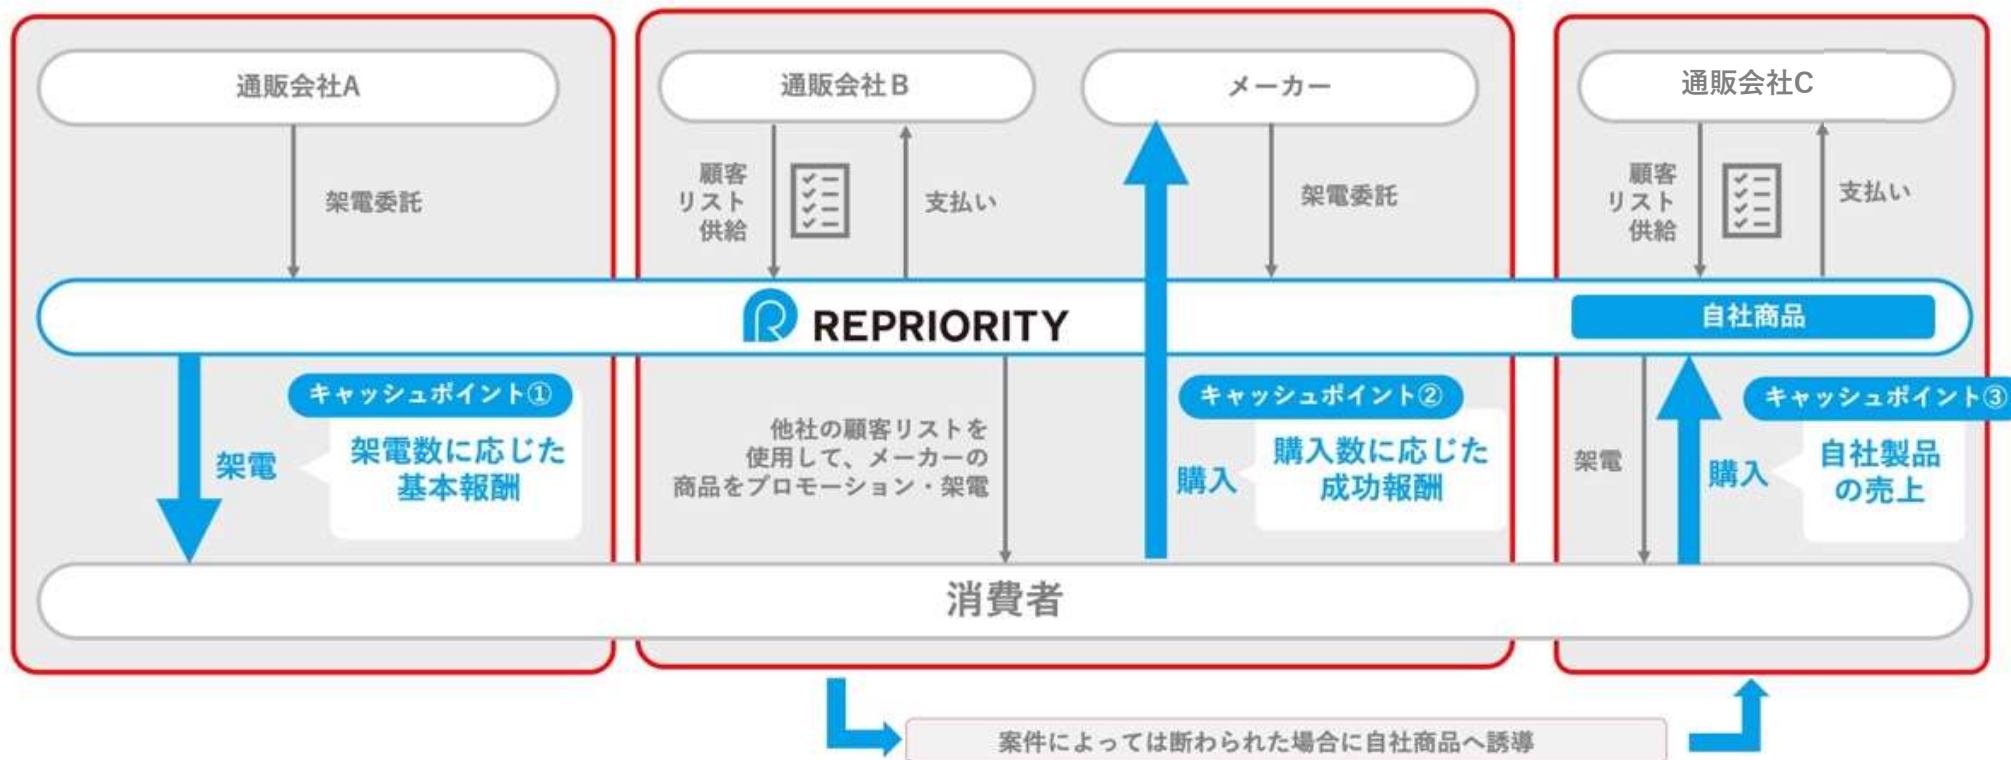 通販会社A
架電委託
通販会社B
メーカー
顧客
リスト
供給
支払い
架電委託
通販会社C
顧客
リスト
供給
支払い
REPRIORITY
自社商品
キャッシュポイント①
架電
架電数に応じた
基本報酬
他社の顧客リストを
使用して、メーカーの
商品をプロモーション・架電
キャッシュポイント②
購入
購入数に応じた
成功報酬
架電
キャッシュポイント③
購入
自社製品
の売上
消費者
案件によっては断わられた場合に自社商品へ誘導